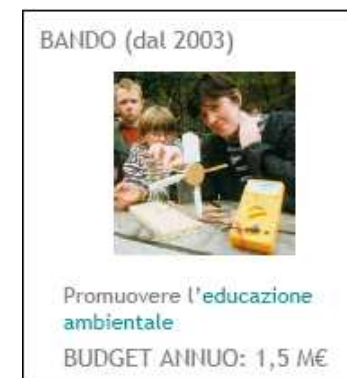 BANDO (dal 2003)
Promuovere l’educazione
ambientale
BUDGET ANNUO: 1,5 M€